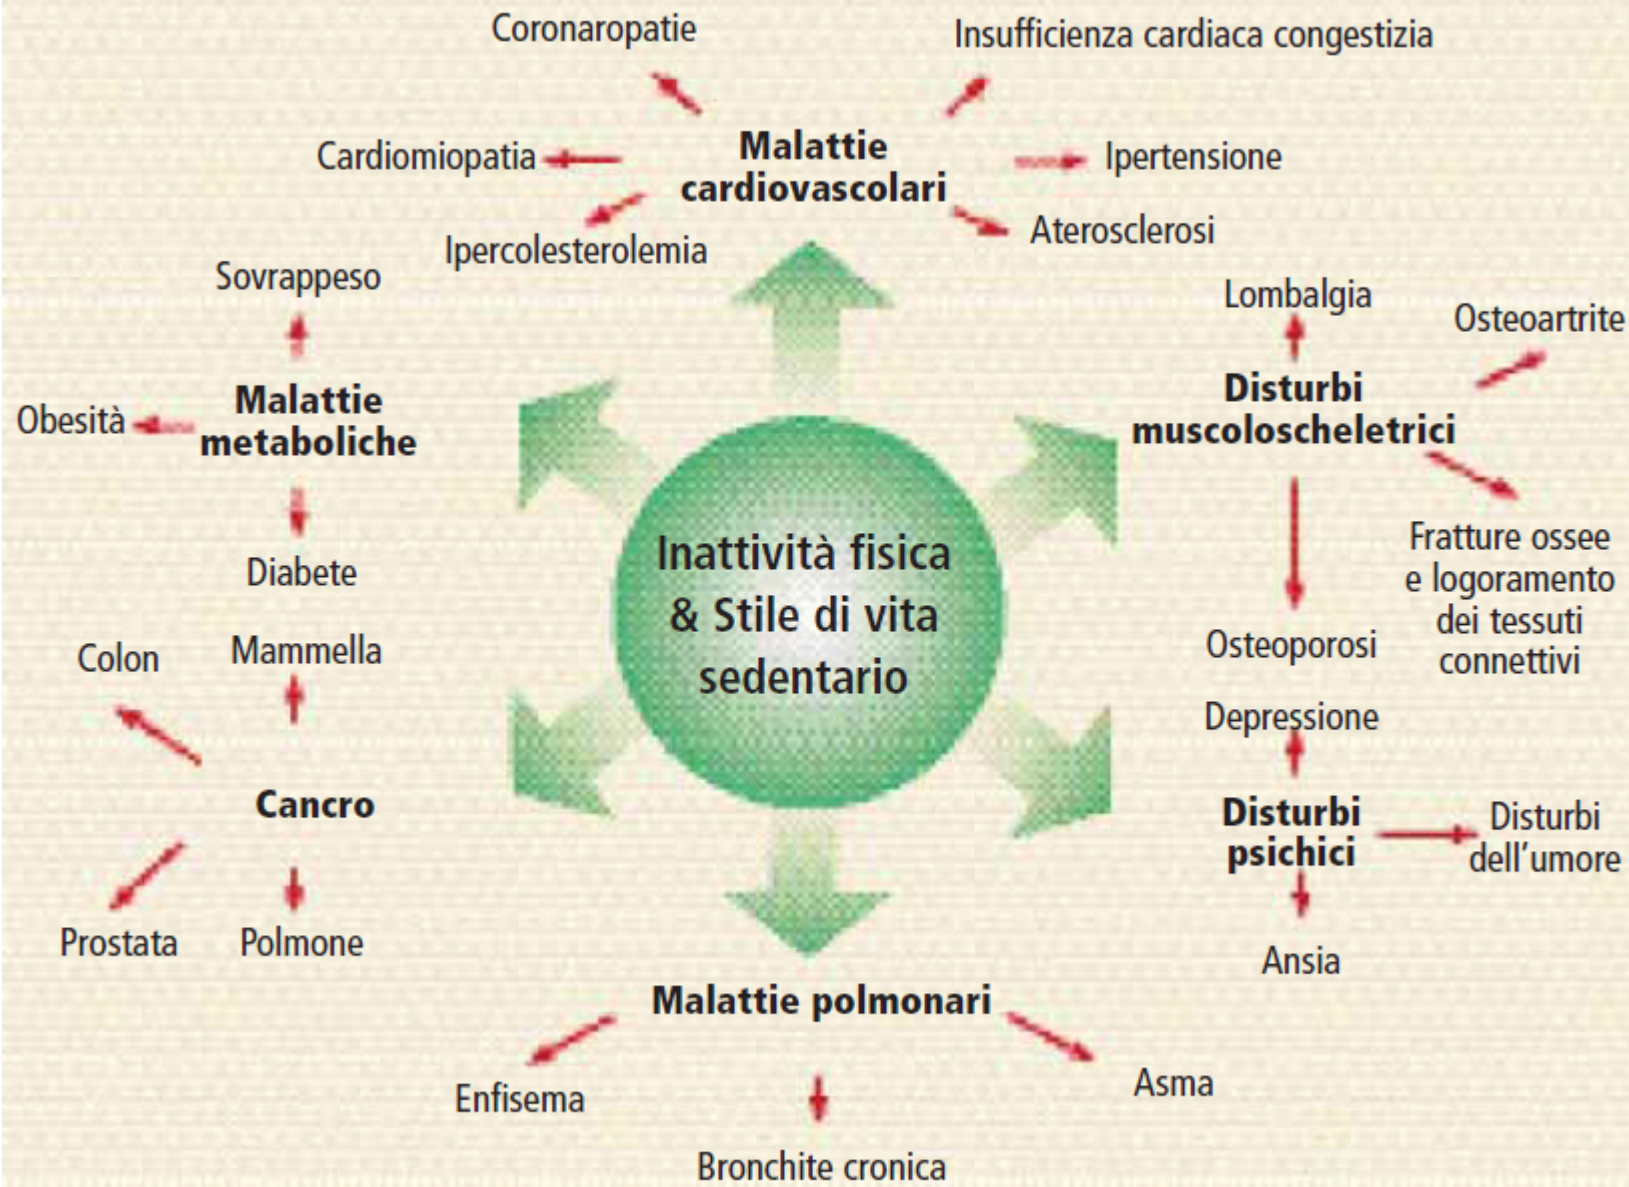 Coronaropatie
Insufficienza cardiaca congestizia
Malattie
cardiovascolari
Cardiomiopatia
Ipertensione
Ipercolesterolemia
Aterosclerosi
Sovrappeso
Malattie
metaboliche
Obesità
Diabete
Lombalgia
Osteoartrite
Disturbi
muscoloscheletrici
Fratture ossee
e logoramento
dei tessuti
connettivi
Osteoporosi
Inattività fisica
& Stile di vita
sedentario
Colon
Mammella
Cancro
Prostata
Polmone
Depressione
Disturbi
psichici
Disturbi
dell’umore
Ansia
Malattie polmonari
Enfisema
Asma
Bronchite cronica